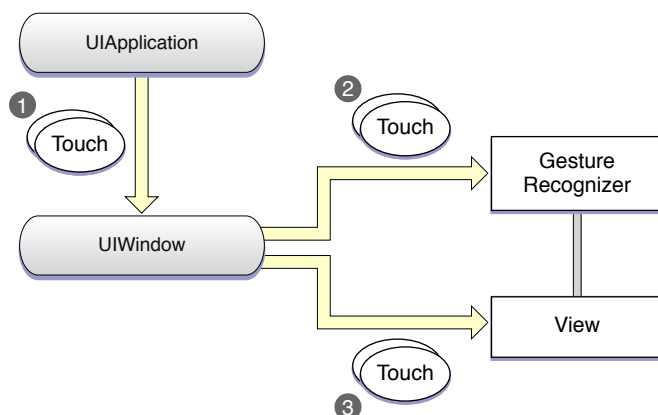 UIApplication
1
Touch
2
Touch
Gesture
Recognizer
UIWindow
View
Touch
3